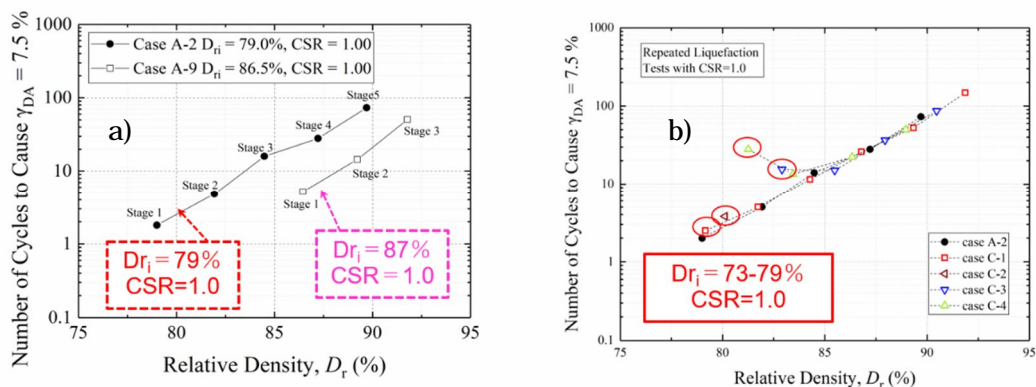 a)
Number of Cycles to Cause γDA = 7.5 %
1000
100
10
1
0.1
Case A-2 Dri = 79.0%, CSR = 1.00
Case A-9 Dri = 86.5%, CSR = 1.00
Stage 1
Stage 2
Stage 3
Stage 4
Stage5
Stage 1
Stage 2
Stage 3
Dri = 79%
CSR=1.0
Dri = 87%
CSR = 1.0
75
80
85
90
95
Relative Density, Dr (%)
b)
Number of Cycles to Cause γDA = 7.5 %
1000
100
10
1
0.1
Repeated Liquefaction
Tests with CSR=1.0
Dri = 73-79%
CSR=1.0
case A-2
case C-1
case C-2
case C-3
case C-4
75
80
85
90
95
Relative Density, Dr (%)